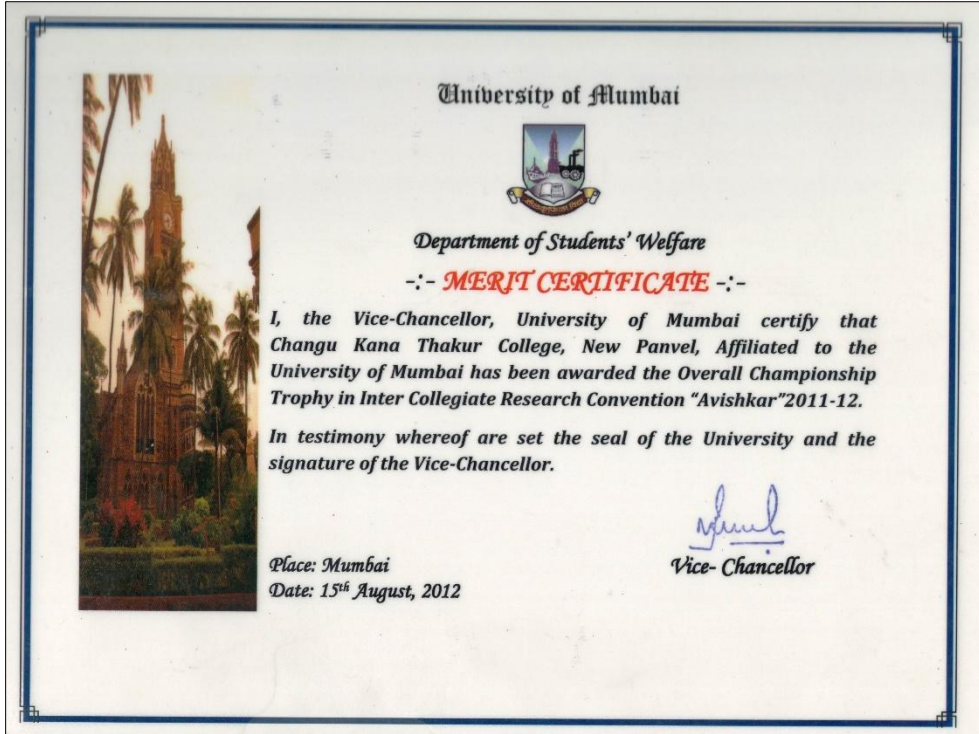 University of Mumbai
Department of Students' Welfare
-:- MERIT CERTIFICATE -:-
I, the Vice-Chancellor, University of Mumbai certify that
Changu Kana Thakur College, New Panvel, Affiliated to the
University of Mumbai has been awarded the Overall Championship
Trophy in Inter Collegiate Research Convention “Avishkar”2011-12.
In testimony whereof are set the seal of the University and the
signature of the Vice-Chancellor.
Place: Mumbai
Date: 15th August, 2012
Vice- Chancellor